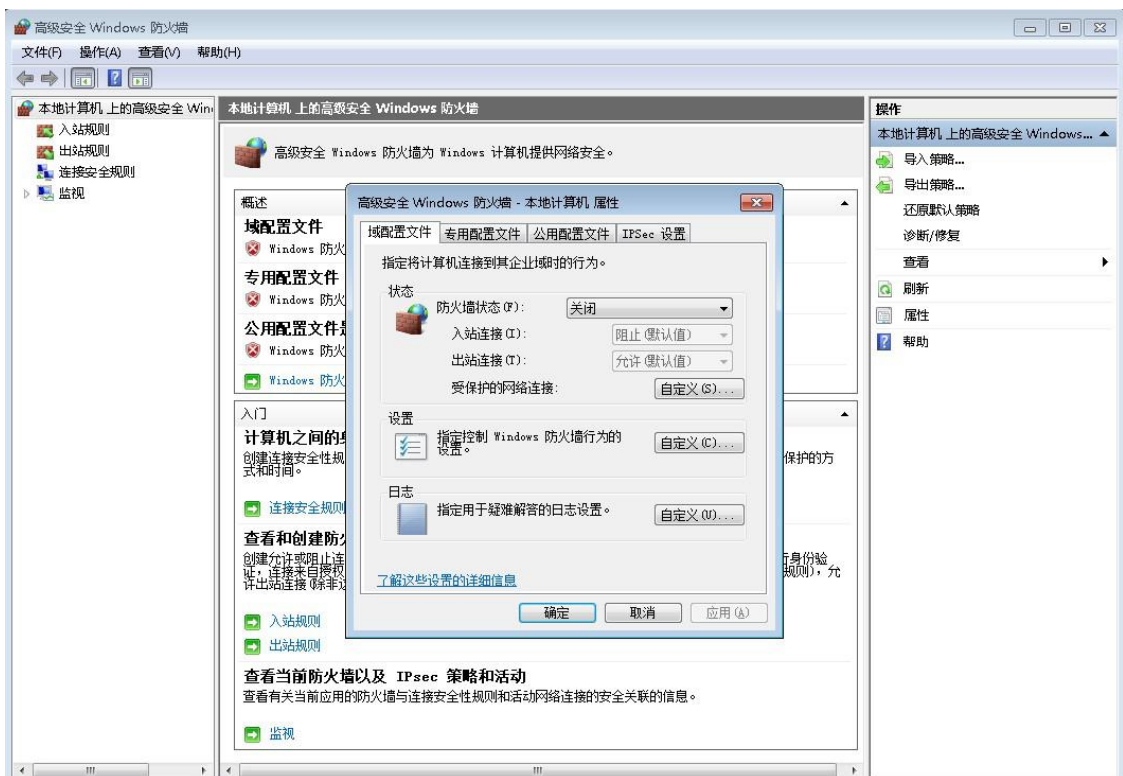 高级安全 Windows 防火墙
文件(F) 操作(A) 查看(V) 帮助(H)
本地计算机 上的高级安全 Win
入站规则
出站规则
连接安全规则
监视
本地计算机 上的高级安全 Windows 防火墙
高级安全 Windows 防火墙为 Windows 计算机提供网络安全。
概述
域配置文件
Windows 防火
专用配置文件
Windows 防火
公用配置文件是
Windows 防火
Windows 防火
入门
计算机之间的身
创建连接安全性规
保护的方
式和时间。
连接安全规则
查看和创建防火
创建允许或阻止连
行身份验
证，连接来自授权
规则)，允
许出站连接(除非这
入站规则
出站规则
查看当前防火墙以及 IPsec 策略和活动
查看有关当前应用的防火墙与连接安全性规则和活动网络连接的安全关联的信息。
监视
高级安全 Windows 防火墙 - 本地计算机 属性
域配置文件 专用配置文件 公用配置文件 IPSec 设置
指定将计算机连接到其企业域时的行为。
状态
防火墙状态(F): 关闭
入站连接(I): 阻止(默认值)
出站连接(T): 允许(默认值)
受保护的网络连接: 自定义(S)...
设置
指定控制 Windows 防火墙行为的
设置。
自定义(C)...
日志
指定用于疑难解答的日志设置。
自定义(U)...
了解这些设置的详细信息
确定 取消 应用(A)
操作
本地计算机 上的高级安全 Windows...
导入策略...
导出策略...
还原默认策略
诊断/修复
查看
刷新
属性
帮助